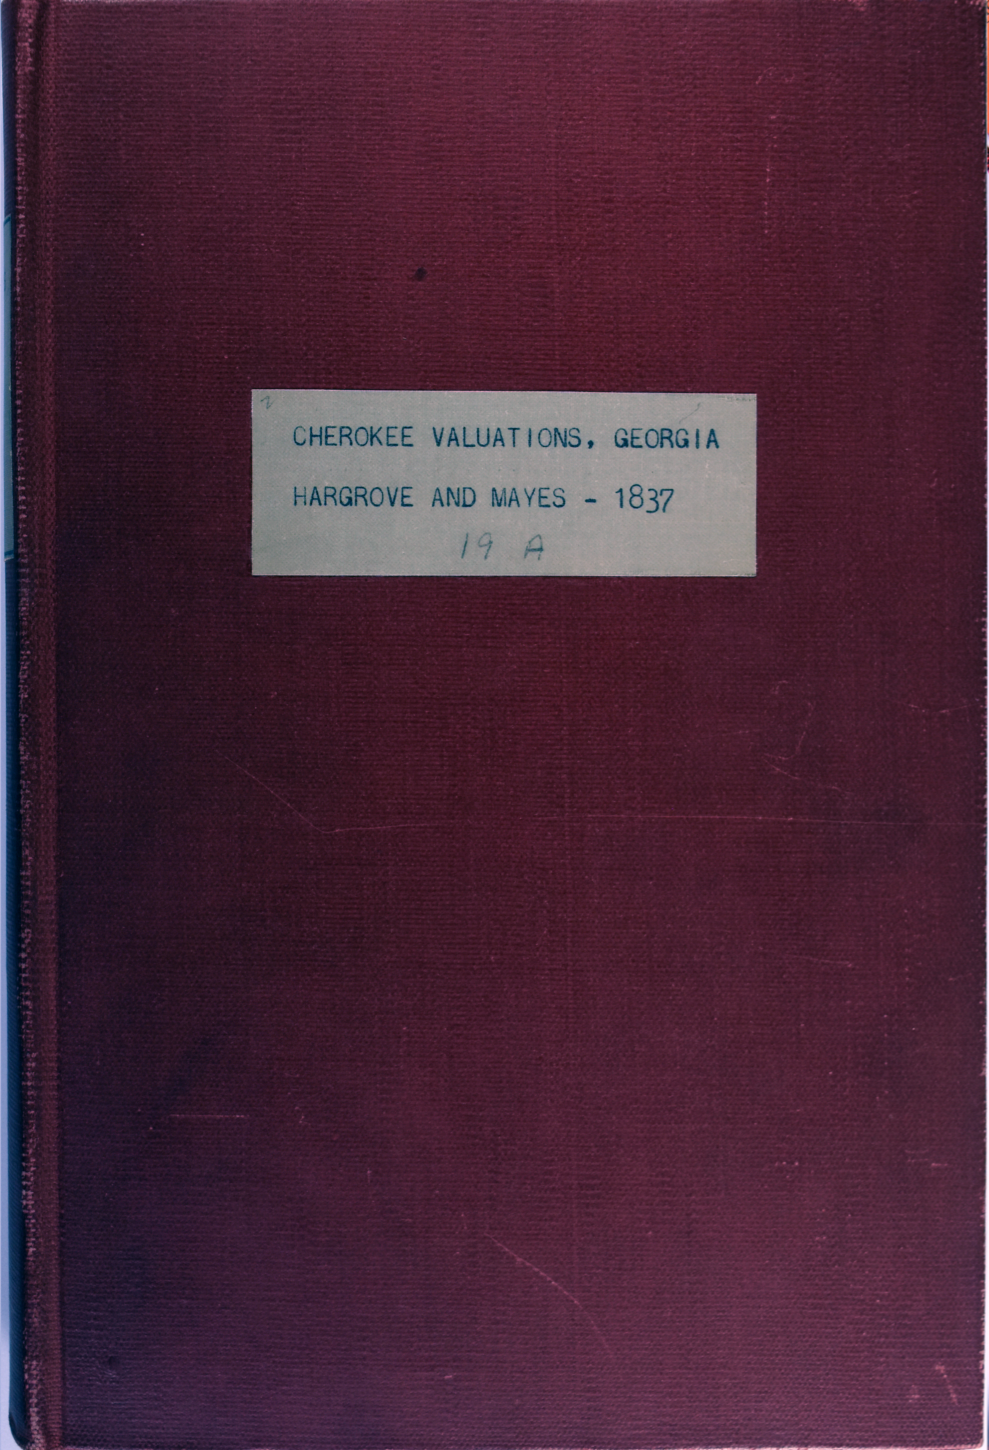 CHEROKEE VALUATIONS, GEORGIA
HARGROVE AND MAYES - 1837
19 A